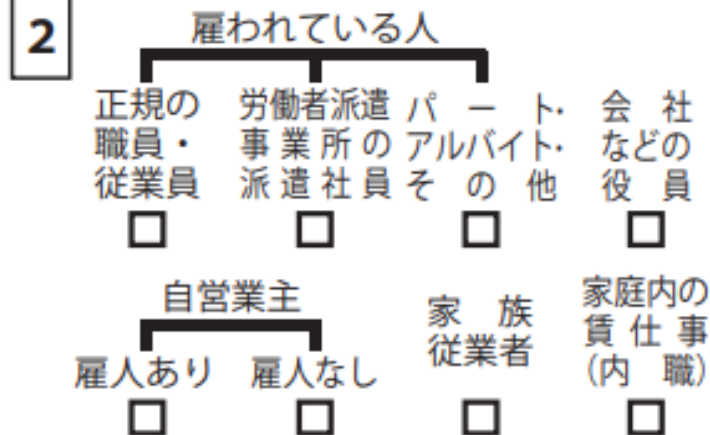 2
雇われている人
正規の 労働者派遣 パート・ 会社
職員・ 事業所の アルバイト・ などの
従業員 派遣社員 その他 役員
□ □ □ □
自営業主 家族 家庭内の
従業者 賃仕事
雇人あり 雇人なし (内職)
□ □ □ □